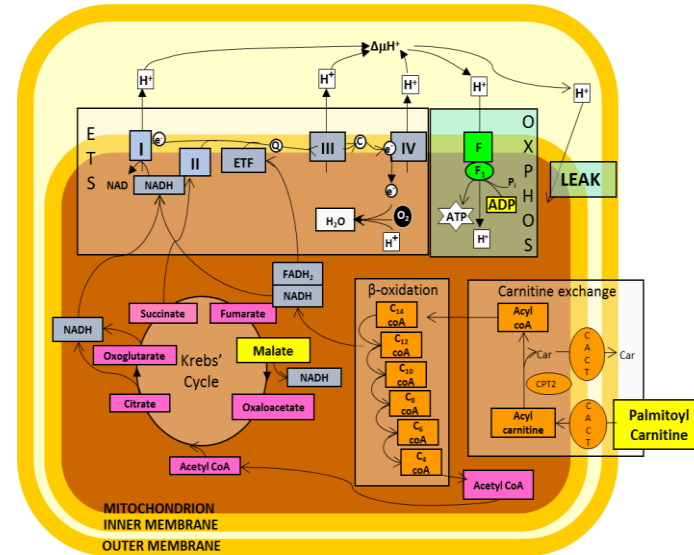 ΔμH⁺
H⁺
H⁺
H⁺
H⁺
H⁺
E
T
S
O
X
P
H
O
S
I
e⁻
II
ETF
Q
III
C
e⁻
IV
F
F₁
Pᵢ
ADP
ATP
H⁺
LEAK
NAD
NADH
e⁻
H₂O
O₂
H⁺
FADH₂
NADH
β-oxidation
Carnitine exchange
C₁₄
coA
C₁₂
coA
C₁₀
coA
C₈
coA
C₆
coA
C₄
coA
Acyl
coA
Car
C
A
C
T
Car
CPT2
Acyl
carnitine
C
A
C
T
Palmitoyl
Carnitine
Succinate
Fumarate
NADH
Oxoglutarate
Krebs'
Cycle
Malate
NADH
Citrate
Oxaloacetate
Acetyl CoA
Acetyl CoA
MITOCHONDRION
INNER MEMBRANE
OUTER MEMBRANE